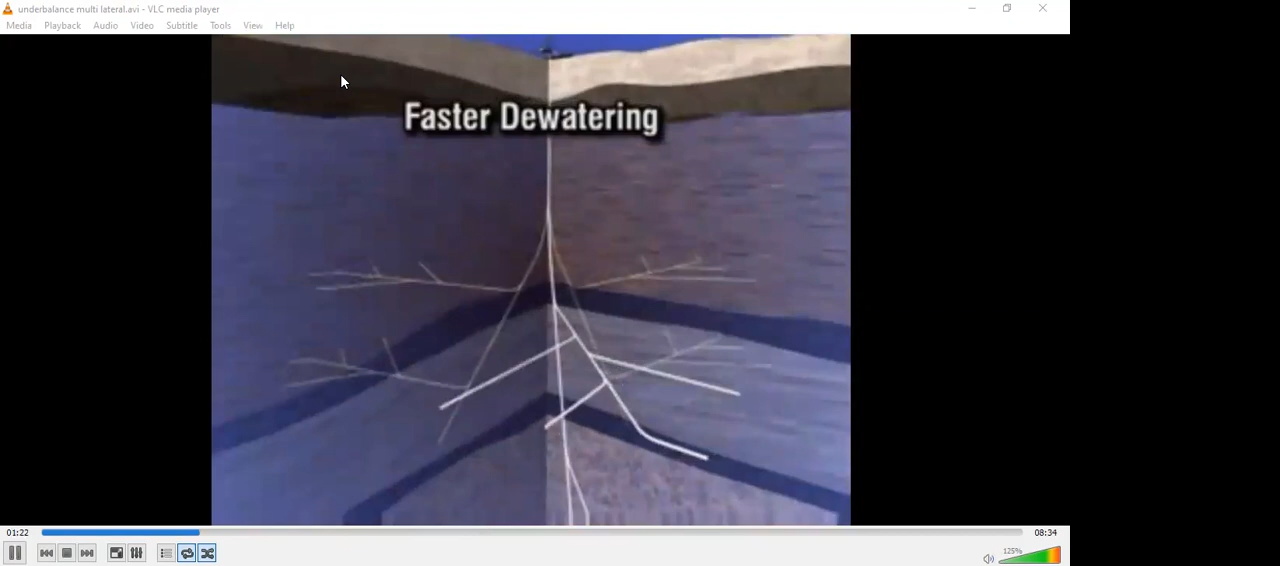 underbalance multi lateral.avi - VLC media player
Media Playback Audio Video Subtitle Tools View Help
Faster Dewatering
01:22
08:34
125%